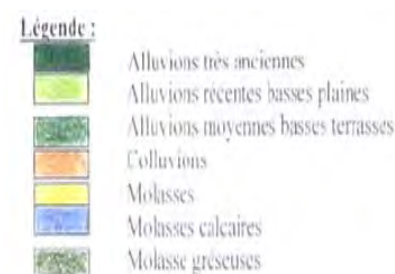 Légende :
Alluvions très anciennes
Alluvions récentes basses plaines
Alluvions moyennes basses terrasses
Colluvions
Molasses
Molasses calcaires
Molasse gréseuses